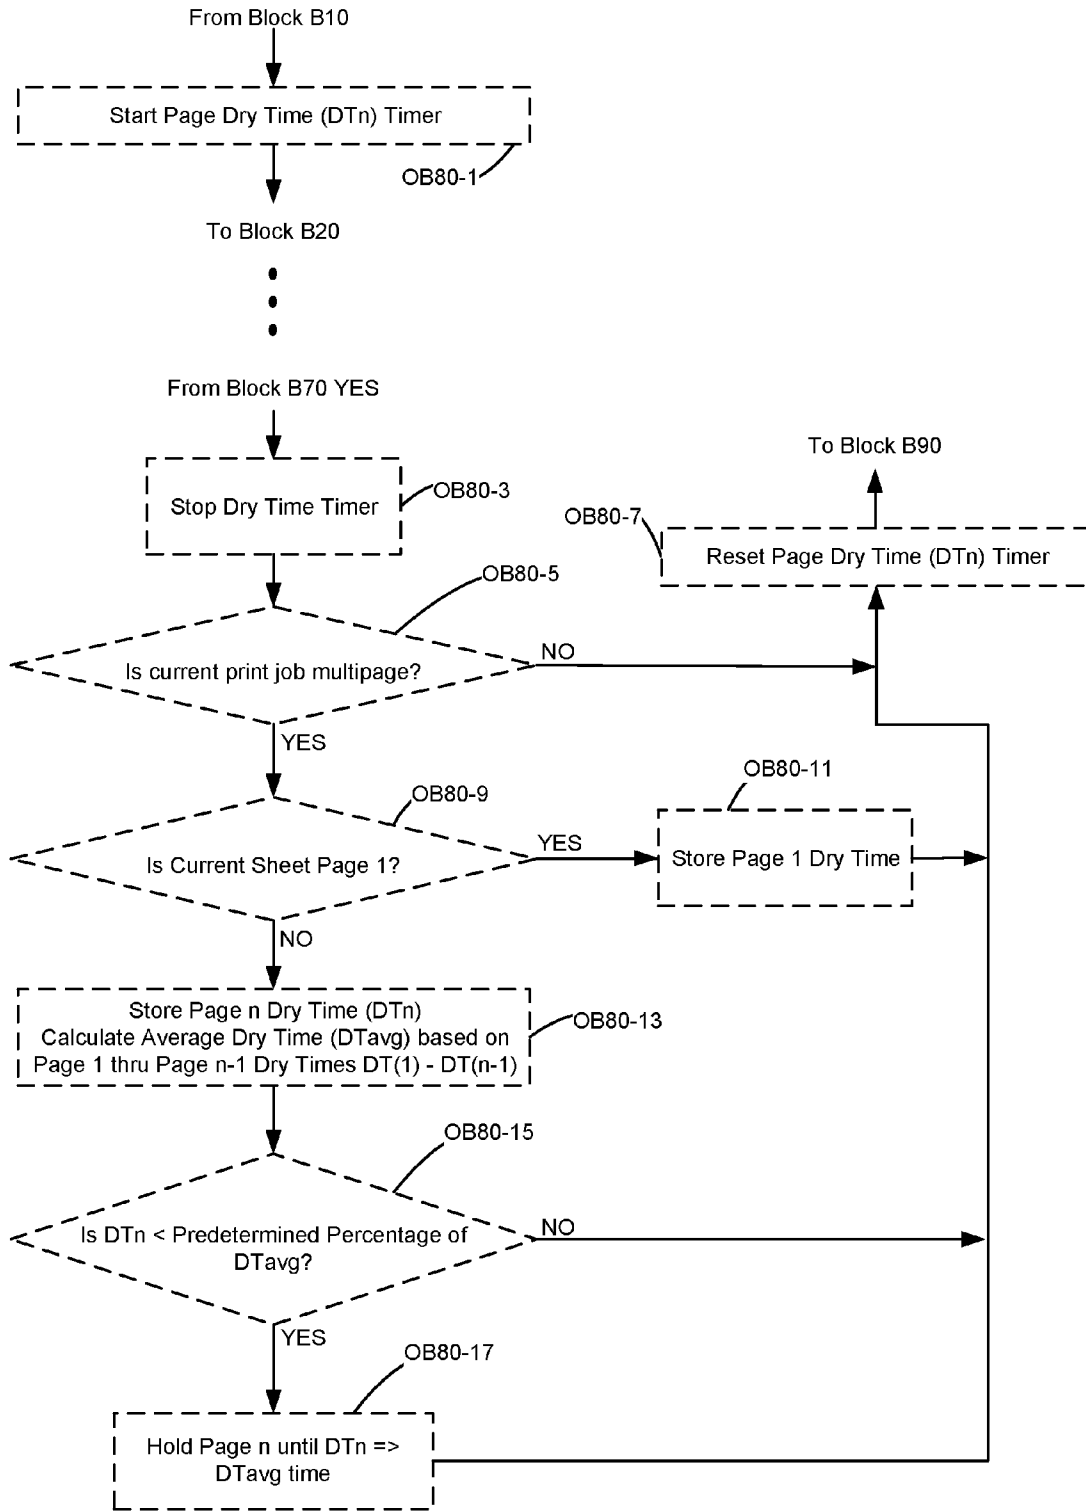 From Block B10
Start Page Dry Time (DTn) Timer
OB80-1
To Block B20
From Block B70 YES
To Block B90
Stop Dry Time Timer
OB80-3
OB80-7
Reset Page Dry Time (DTn) Timer
OB80-5
Is current print job multipage?
NO
YES
OB80-9
OB80-11
Is Current Sheet Page 1?
YES
Store Page 1 Dry Time
NO
Store Page n Dry Time (DTn)
Calculate Average Dry Time (DTavg) based on
Page 1 thru Page n-1 Dry Times DT(1) - DT(n-1)
OB80-13
OB80-15
Is DTn < Predetermined Percentage of
DTavg?
NO
YES
OB80-17
Hold Page n until DTn =>
DTavg time